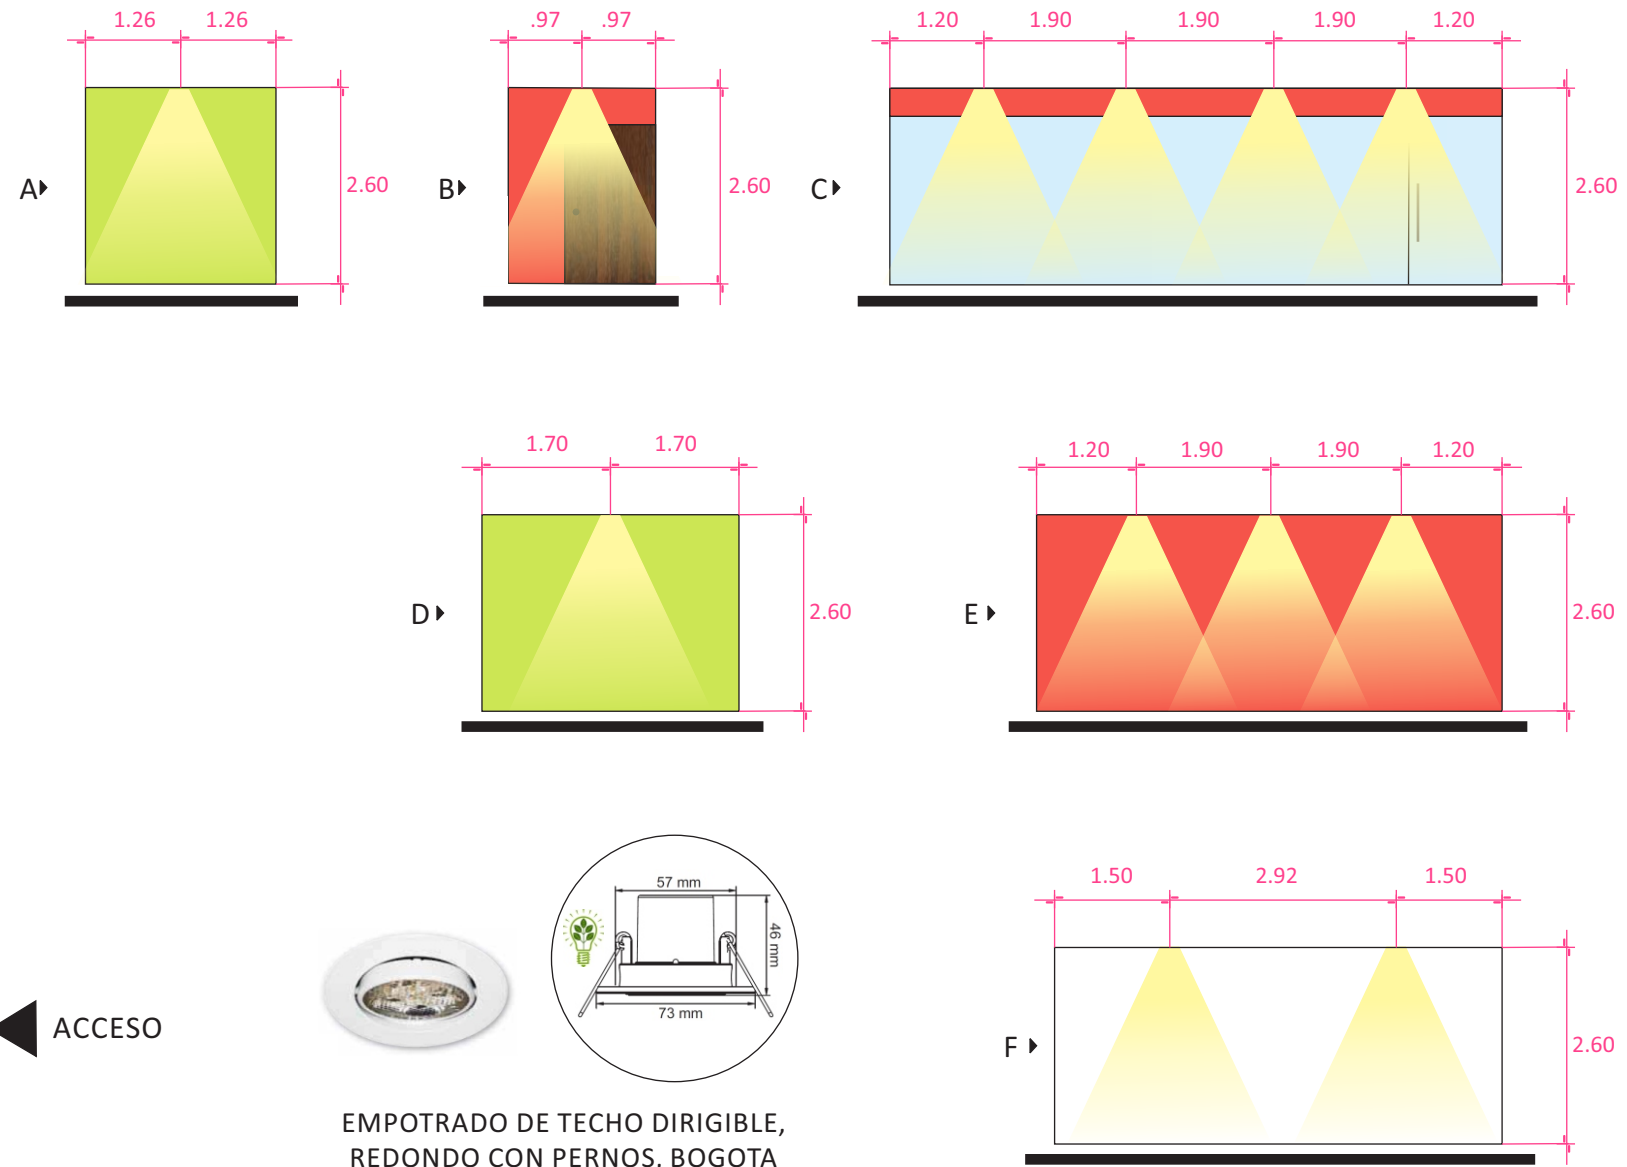 1.26 1.26
.97 .97
1.20 1.90 1.90 1.90 1.20
A 2.60
B 2.60
C 2.60
1.70 1.70
1.20 1.90 1.90 1.20
D 2.60
E 2.60
57 mm
46 mm
73 mm
1.50 2.92 1.50
ACCESO
F 2.60
EMPOTRADO DE TECHO DIRIGIBLE,
REDONDO CON PERNOS. BOGOTA